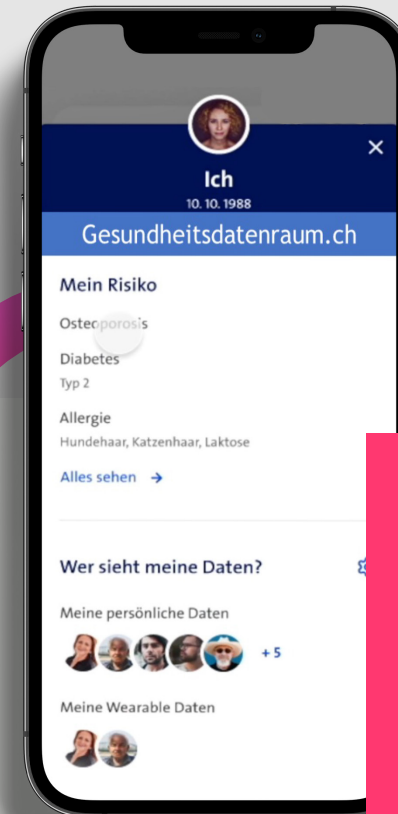 Ich
10. 10. 1988
Gesundheitsdatenraum.ch
Mein Risiko
Osteoporosis
Diabetes
Typ 2
Allergie
Hundehaar, Katzenhaar, Laktose
Alles sehen →
Wer sieht meine Daten?
Meine persönliche Daten
+ 5
Meine Wearable Daten